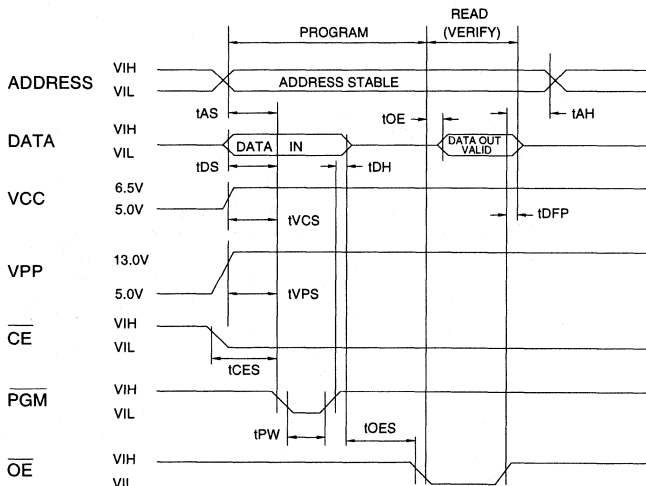 READ
PROGRAM (VERIFY)
ADDRESS VIH VIL ADDRESS STABLE
tAS tOE tAH
DATA VIH VIL DATA IN DATA OUT VALID
tDS tDH
VCC 6.5V 5.0V
tVCS tDFP
VPP 13.0V 5.0V
tVPS
CE VIH VIL
tCES
PGM VIH VIL
tPW tOES
OE VIH VIL